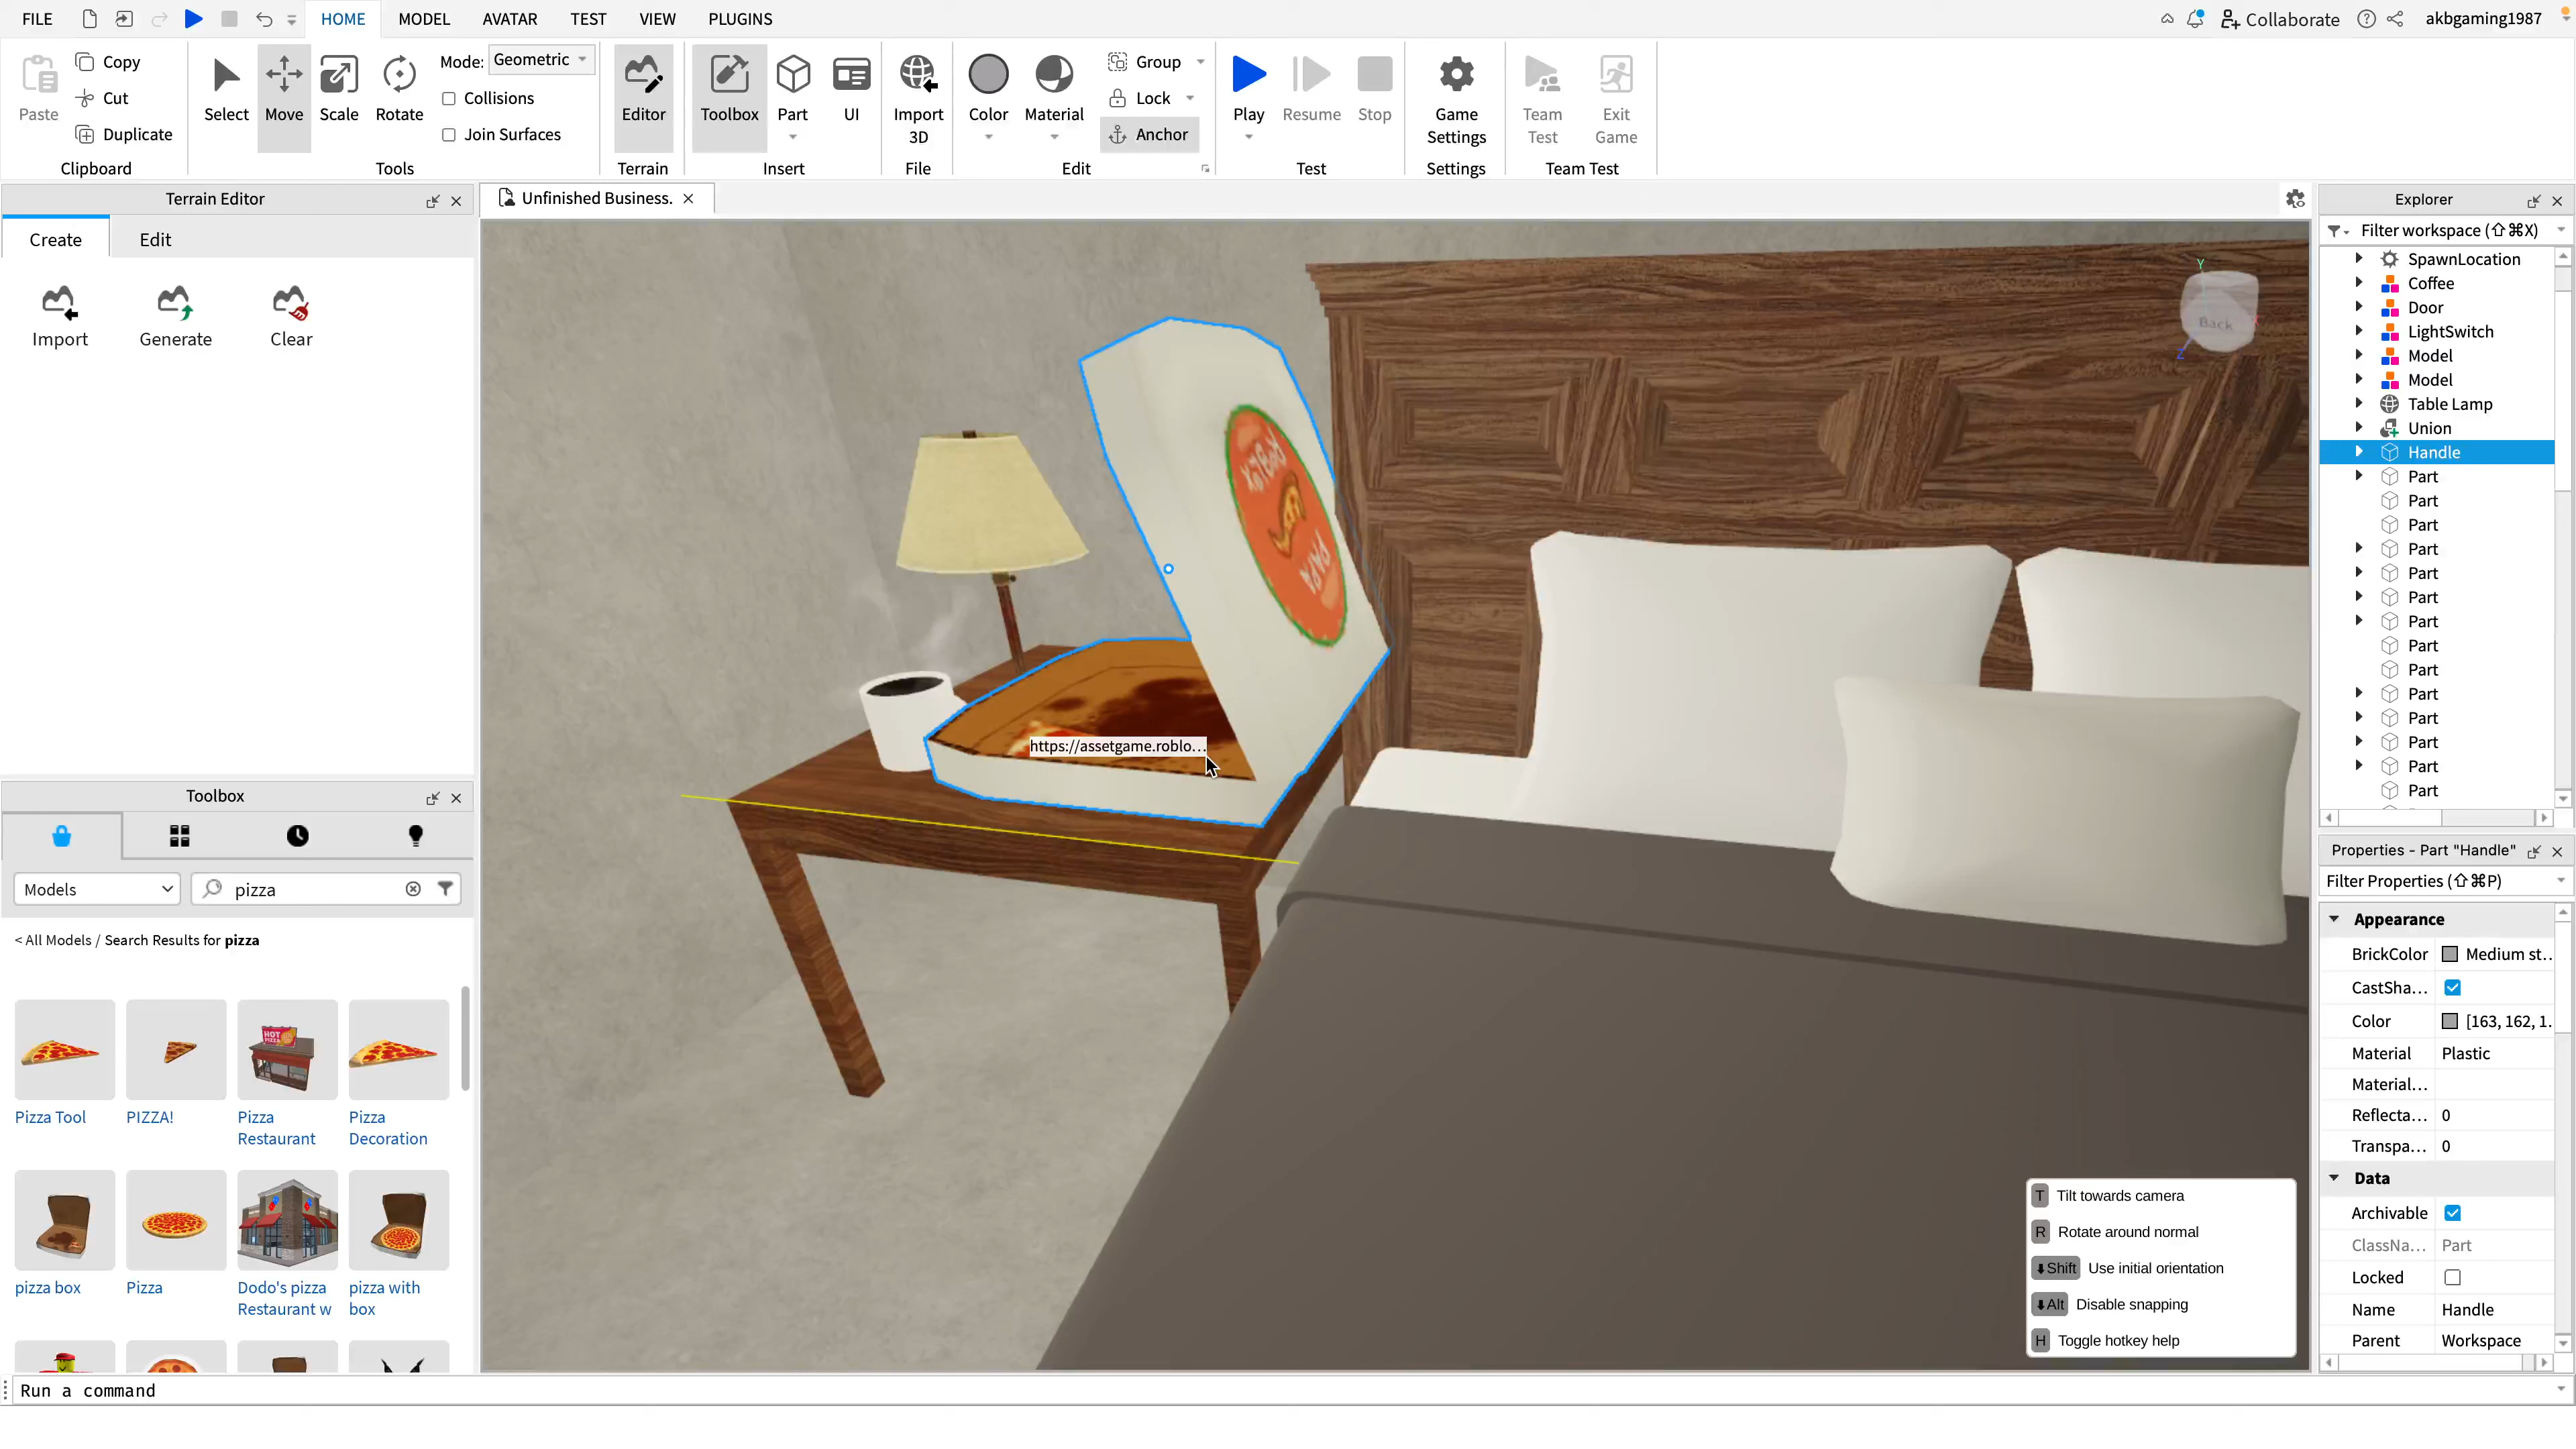 FILE HOME MODEL AVATAR TEST VIEW PLUGINS Collaborate akbgaming1987
Paste Copy Cut Duplicate Clipboard
Select Move Scale Rotate Mode: Geometric Collisions Join Surfaces Tools
Editor Terrain
Toolbox Part UI Insert
Import 3D File
Color Material Group Lock Anchor Edit
Play Resume Stop Test
Game Settings Settings
Team Test Exit Game Team Test
Terrain Editor
Create Edit
Import Generate Clear
Unfinished Business.
Back
Y
Z
PAPA
https://assetgame.roblo...
T Tilt towards camera
R Rotate around normal
Shift Use initial orientation
Alt Disable snapping
H Toggle hotkey help
Toolbox
Models pizza
< All Models / Search Results for pizza
Pizza Tool PIZZA! Pizza Restaurant Pizza Decoration
HOT PIZZA
pizza box Pizza Dodo's pizza Restaurant w pizza with box
Explorer
Filter workspace (⇧⌘X)
SpawnLocation
Coffee
Door
LightSwitch
Model
Model
Table Lamp
Union
Handle
Part
Part
Part
Part
Part
Part
Part
Part
Part
Part
Part
Part
Part
Part
Properties - Part "Handle"
Filter Properties (⇧⌘P)
Appearance
BrickColor Medium st..
CastSha...
Color [163, 162, 1.
Material Plastic
Material...
Reflecta... 0
Transpa... 0
Data
Archivable
ClassNa... Part
Locked
Name Handle
Parent Workspace
Run a command